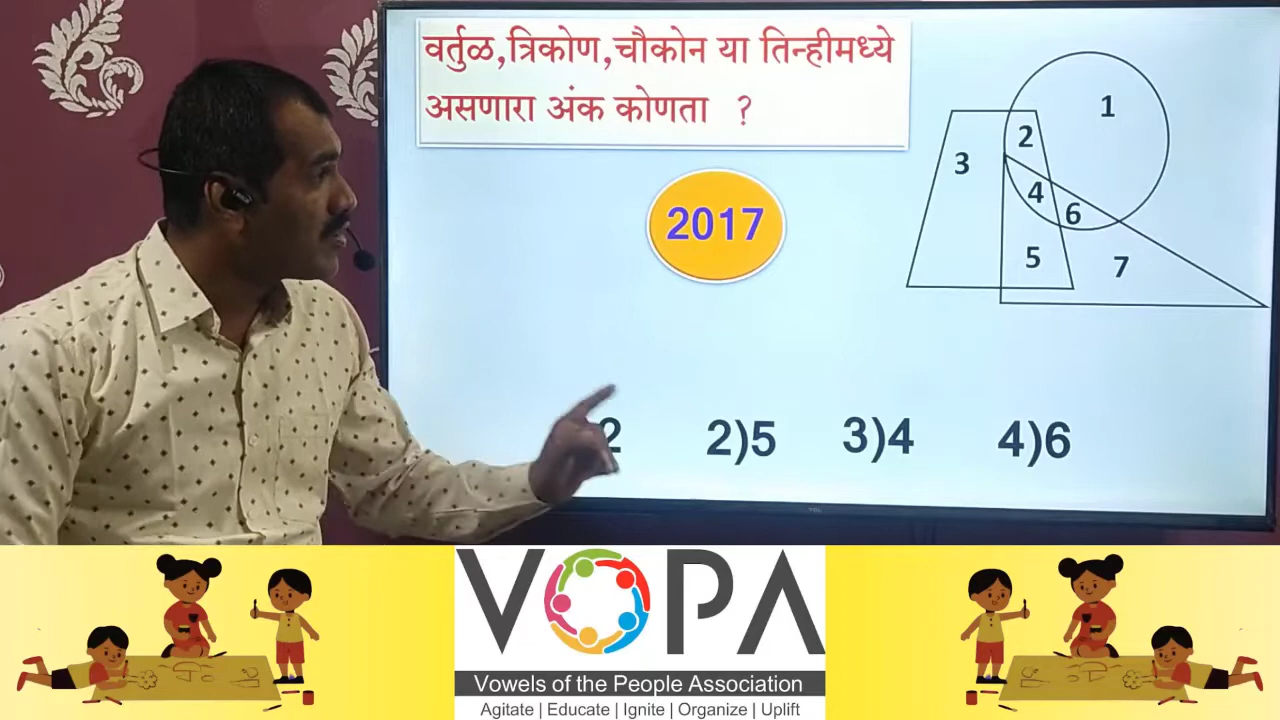 वर्तुळ,त्रिकोण,चौकोन या तिन्हीमध्ये
असणारा अंक कोणता ?
2017
1
2
3
4
6
5
7
2 2)5 3)4 4)6
VOPA
Vowels of the People Association
Agitate | Educate | Ignite | Organize | Uplift